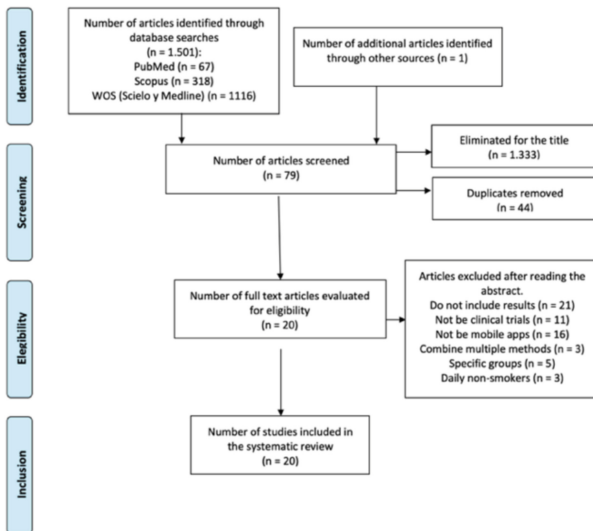 Identification
Number of articles identified through
database searches
(n = 1.501):
PubMed (n = 67)
Scopus (n = 318)
WOS (Scielo y Medline) (n = 1116)
Number of additional articles identified
through other sources (n = 1)
Screening
Number of articles screened
(n = 79)
Eliminated for the title
(n = 1.333)
Duplicates removed
(n = 44)
Elegibility
Number of full text articles evaluated
for eligibility
(n = 20)
Articles excluded after reading the
abstract.
Do not include results (n = 21)
Not be clinical trials (n = 11)
Not be mobile apps (n = 16)
Combine multiple methods (n = 3)
Specific groups (n = 5)
Daily non-smokers (n = 3)
Inclusion
Number of studies included in
the systematic review
(n = 20)